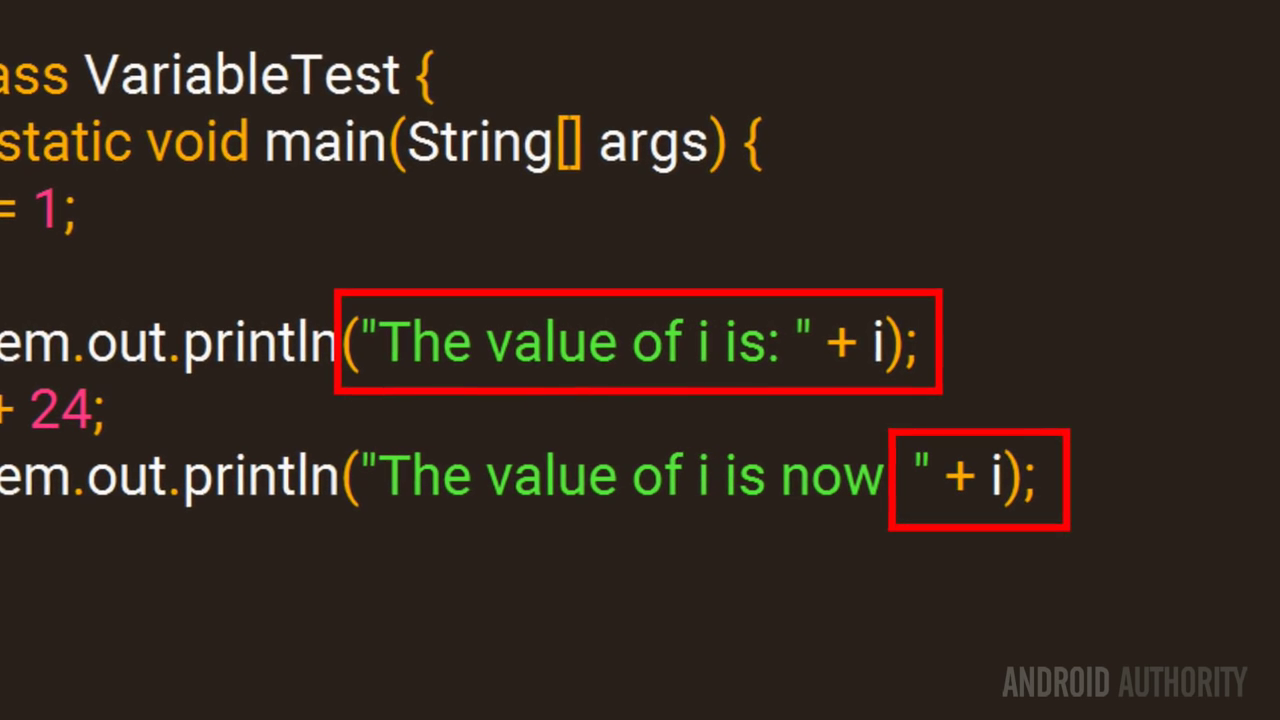 ass VariableTest {
static void main(String[] args) {
= 1;
em.out.println("The value of i is: " + i);
+ 24;
em.out.println("The value of i is now " + i);
ANDROID AUTHORITY